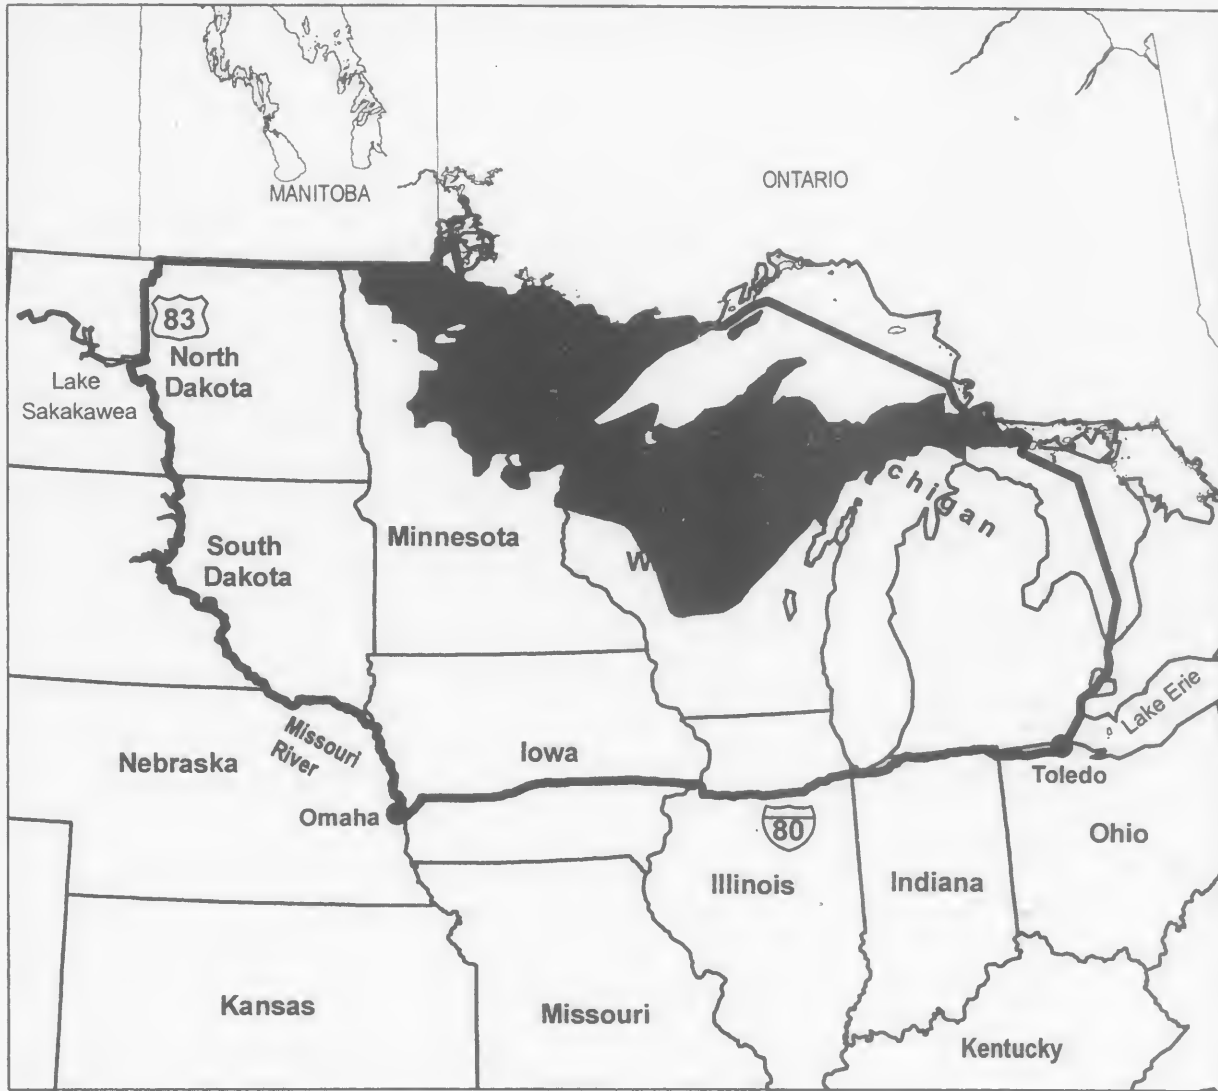 MANITOBA
ONTARIO
83
North
Dakota
Lake
Sakakawea
chigan
Minnesota
South
Dakota
W
Lake Erie
Missouri
River
Iowa
Nebraska
Toledo
Omaha
80
Ohio
Illinois
Indiana
Kansas
Missouri
Kentucky